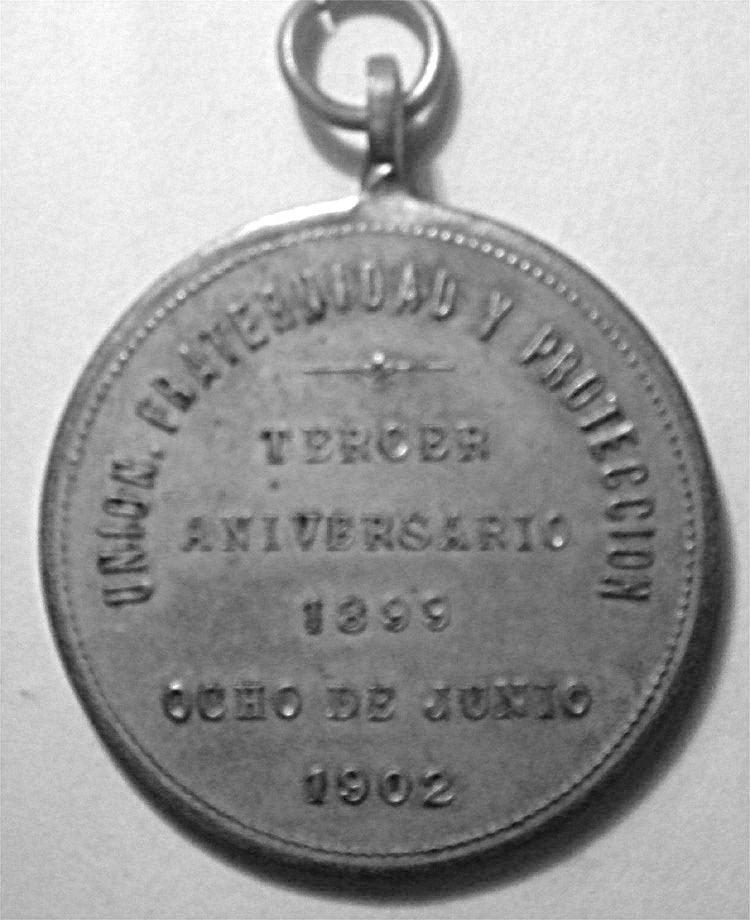 UNION. FRATERNIDAD Y PROTECCION
TERCER
ANIVERSARIO
1899
OCHO DE JUNIO
1902